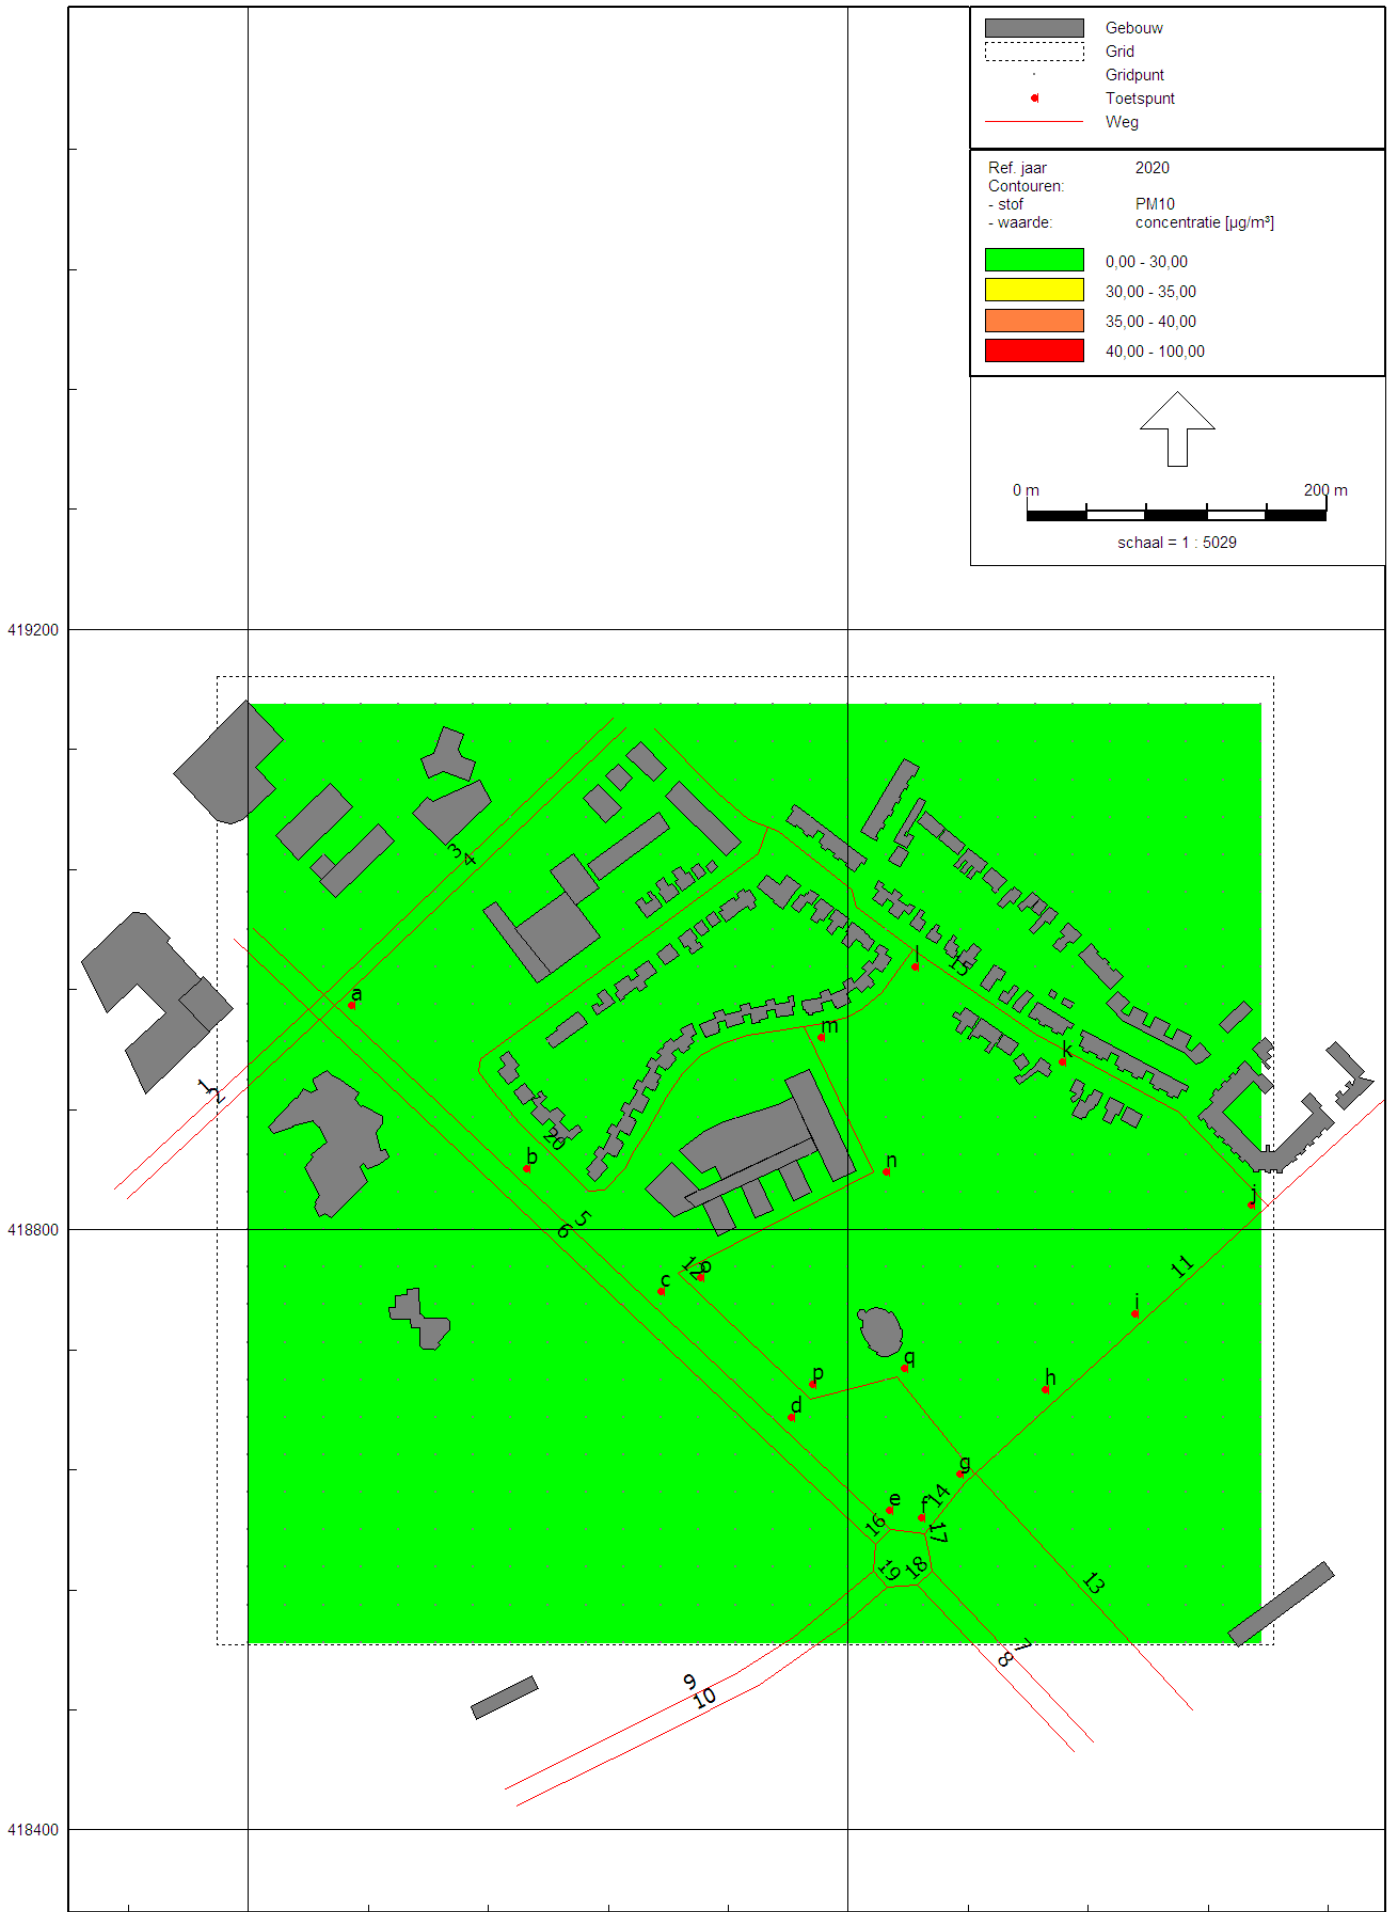 Gebouw
Grid
Gridpunt
Toetspunt
Weg
Ref. jaar 2020
Contouren:
- stof PM10
- waarde: concentratie [µg/m³]
0,00 - 30,00
30,00 - 35,00
35,00 - 40,00
40,00 - 100,00
0 m 200 m
schaal = 1 : 5029
419200
3
4
15
l
a
m
k
1
2
20
b
n
j
418800
5
6
12
o
c
11
i
q
p
h
d
g
e
f
14
16
17
19
18
13
7
8
9
10
418400